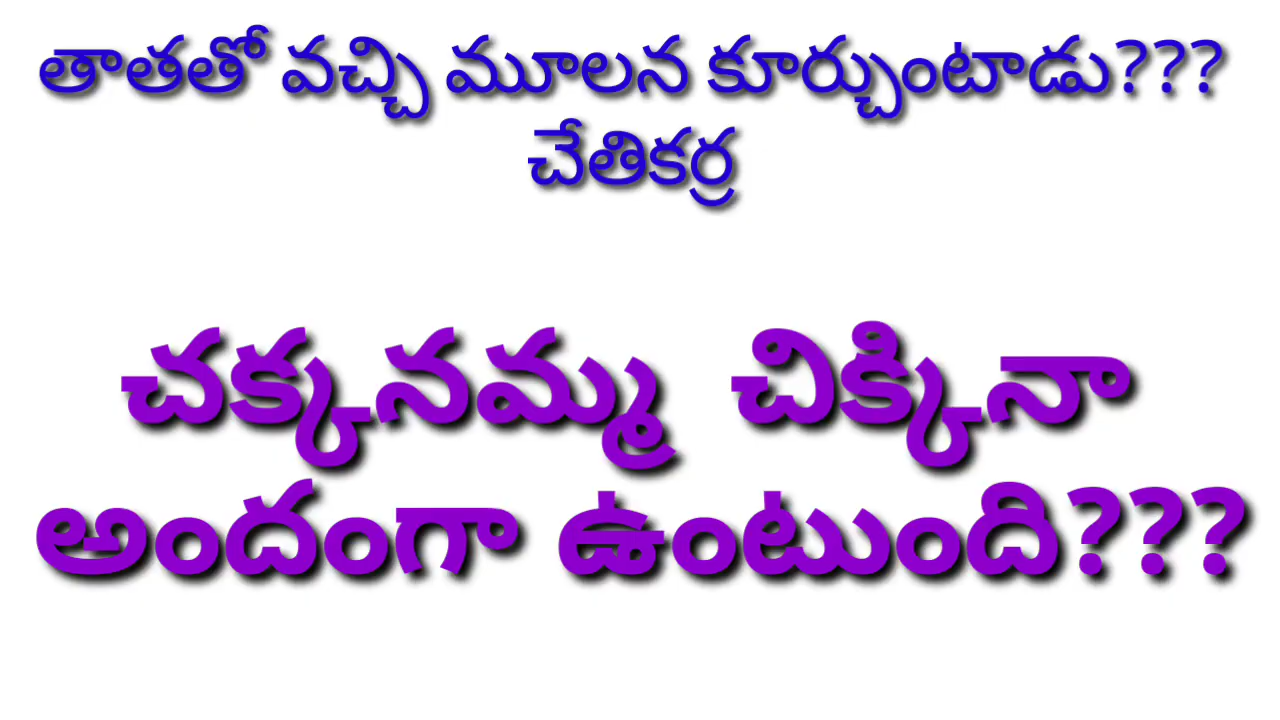 తాతతో వచ్చి మూలన కూర్చుంటాడు???
చేతికర్ర
చక్కనమ్మ చిక్కినా
అందంగా ఉంటుంది???